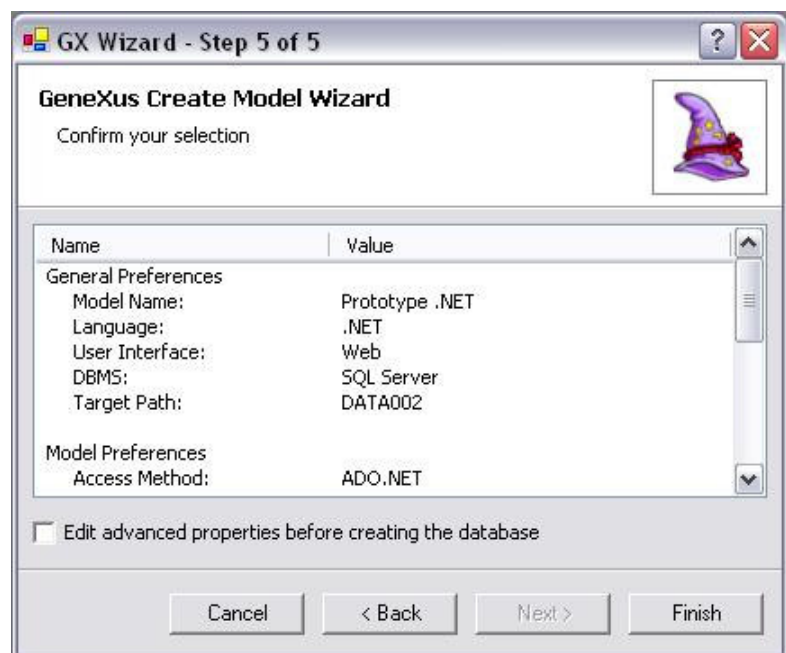 GX Wizard - Step 5 of 5
GeneXus Create Model Wizard
Confirm your selection
Name Value
General Preferences
Model Name: Prototype .NET
Language: .NET
User Interface: Web
DBMS: SQL Server
Target Path: DATA002
Model Preferences
Access Method: ADO.NET
Edit advanced properties before creating the database
Cancel < Back Next > Finish